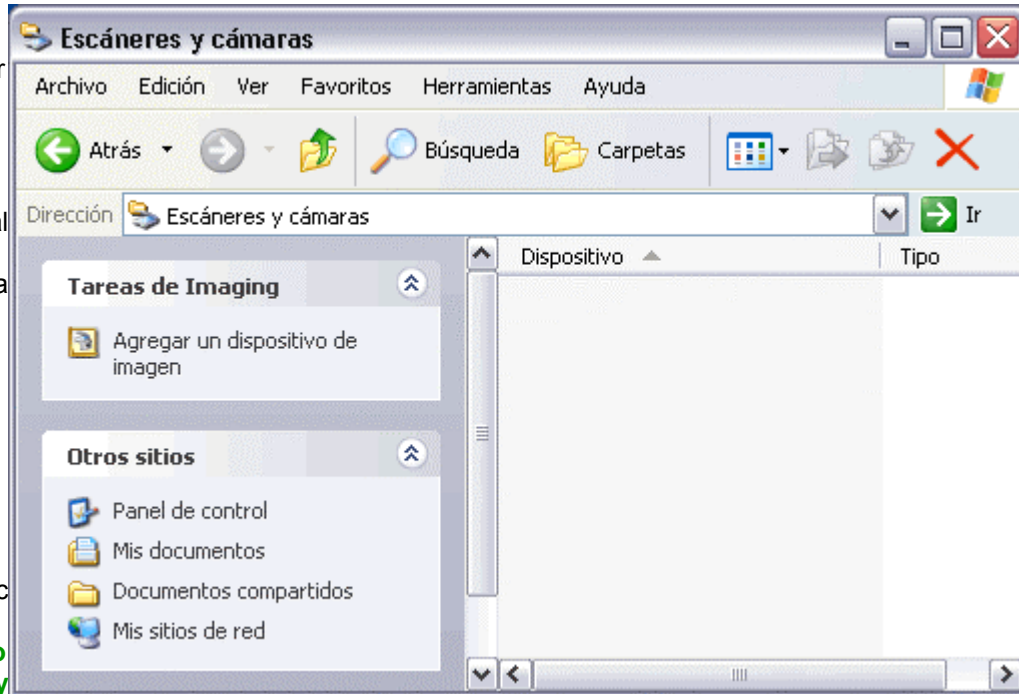 Escáneres y cámaras
Archivo Edición Ver Favoritos Herramientas Ayuda
Atrás Búsqueda Carpetas
Dirección Escáneres y cámaras Ir
Dispositivo Tipo
Tareas de Imaging
Agregar un dispositivo de
imagen
Otros sitios
Panel de control
Mis documentos
Documentos compartidos
Mis sitios de red